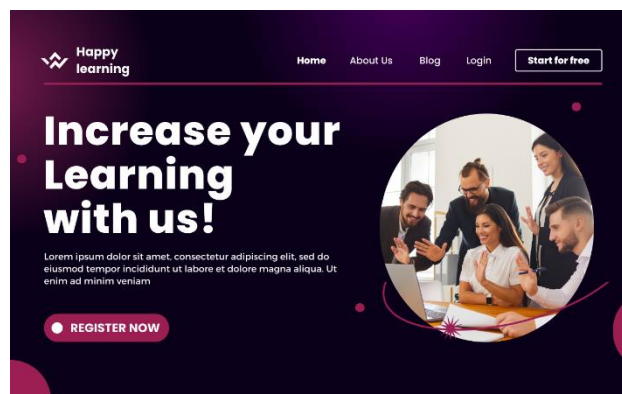 Happy
learning
Home
About Us
Blog
Login
Start for free
Increase your
Learning
with us!
Lorem ipsum dolor sit amet, consectetur adipiscing elit, sed do
eiusmod tempor incididunt ut labore et dolore magna aliqua. Ut
enim ad minim veniam
REGISTER NOW